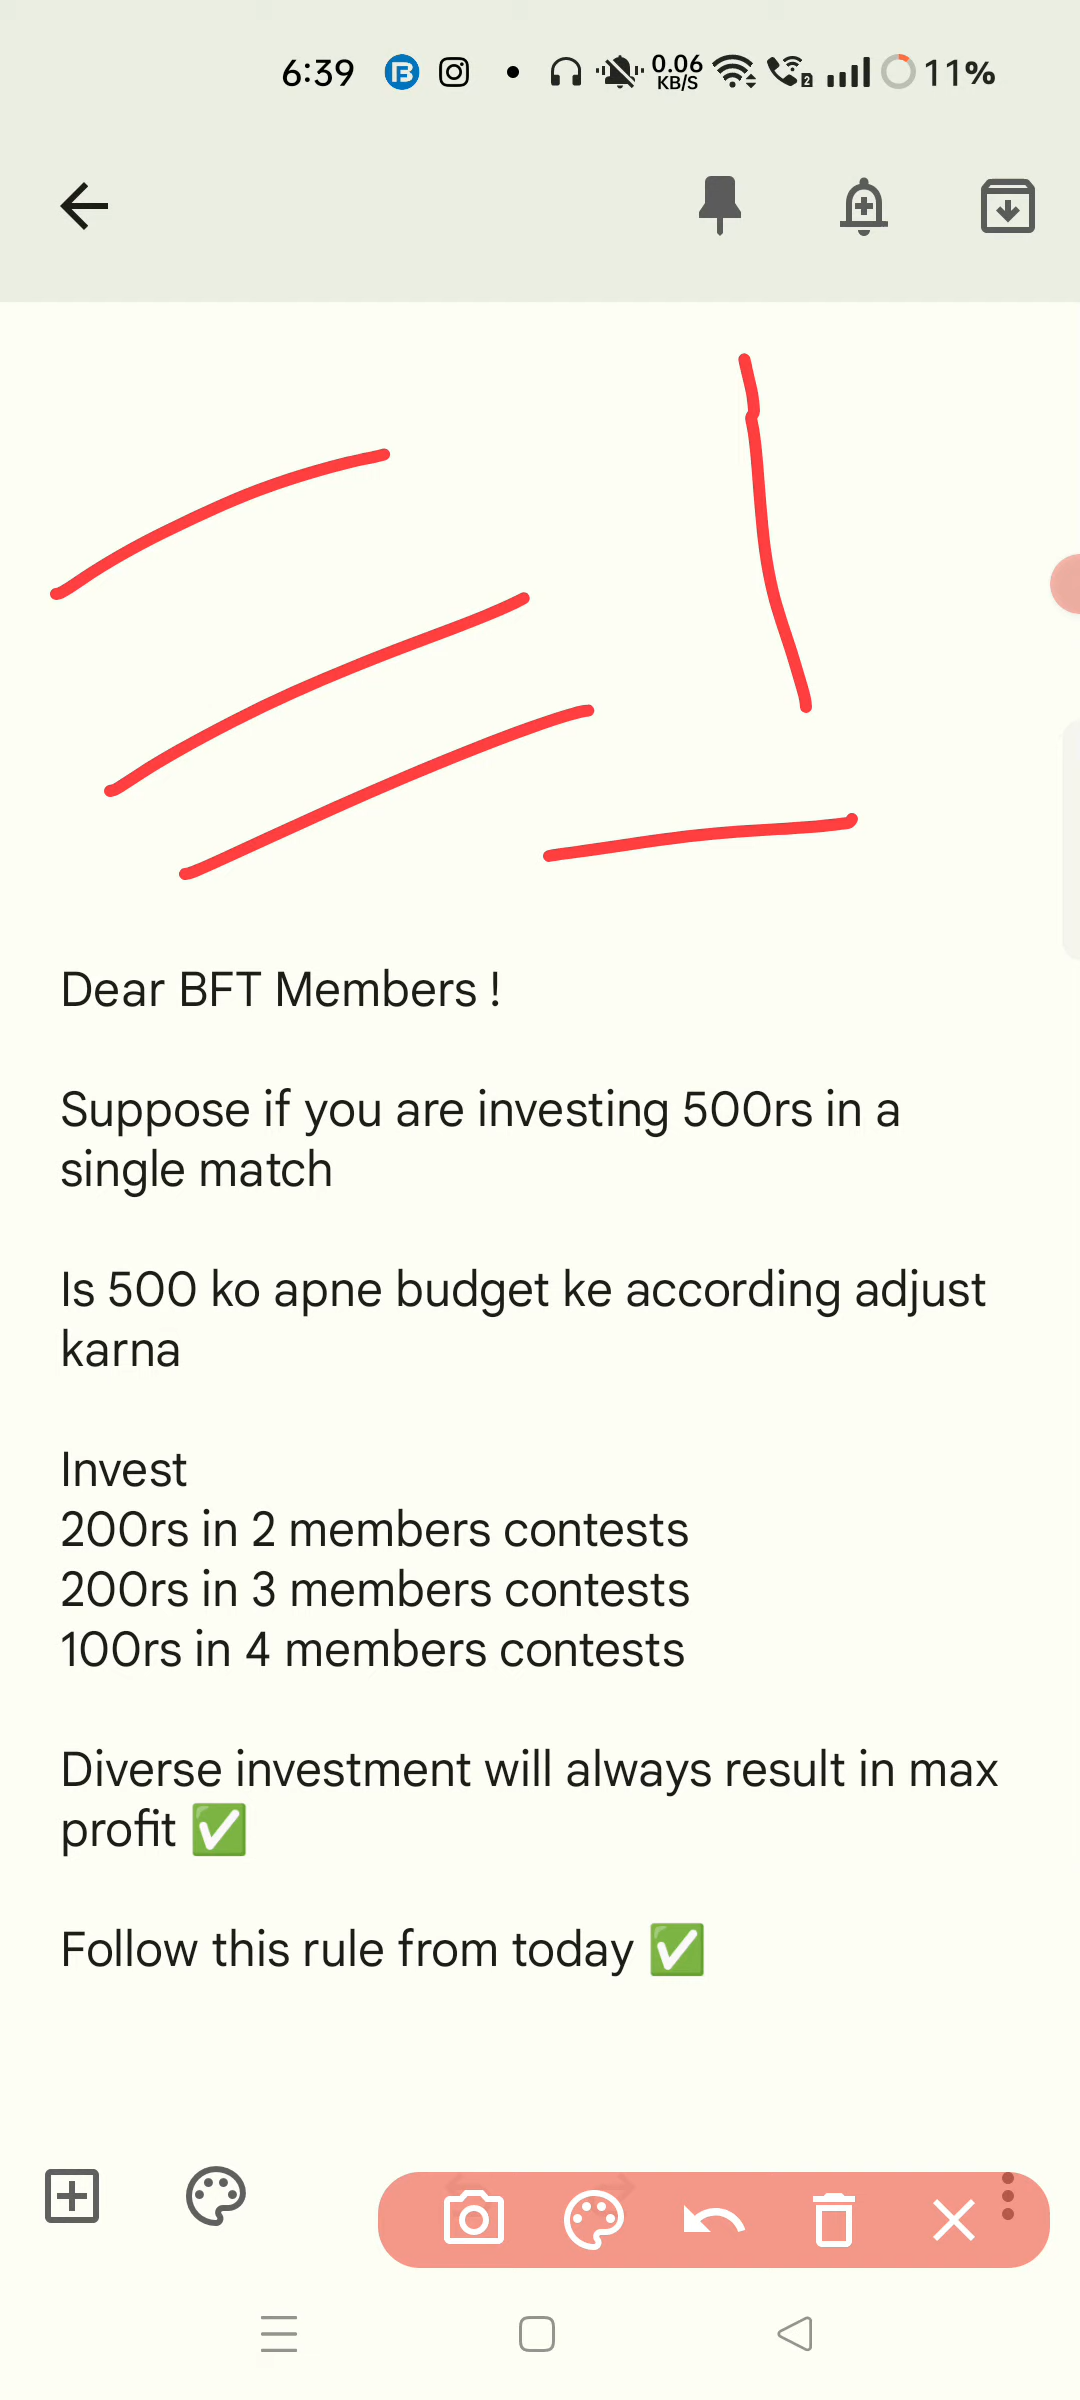 6:39
0.06
KB/S
2
11%
Dear BFT Members !
Suppose if you are investing 500rs in a
single match
Is 500 ko apne budget ke according adjust
karna
Invest
200rs in 2 members contests
200rs in 3 members contests
100rs in 4 members contests
Diverse investment will always result in max
profit ✅
Follow this rule from today ✅